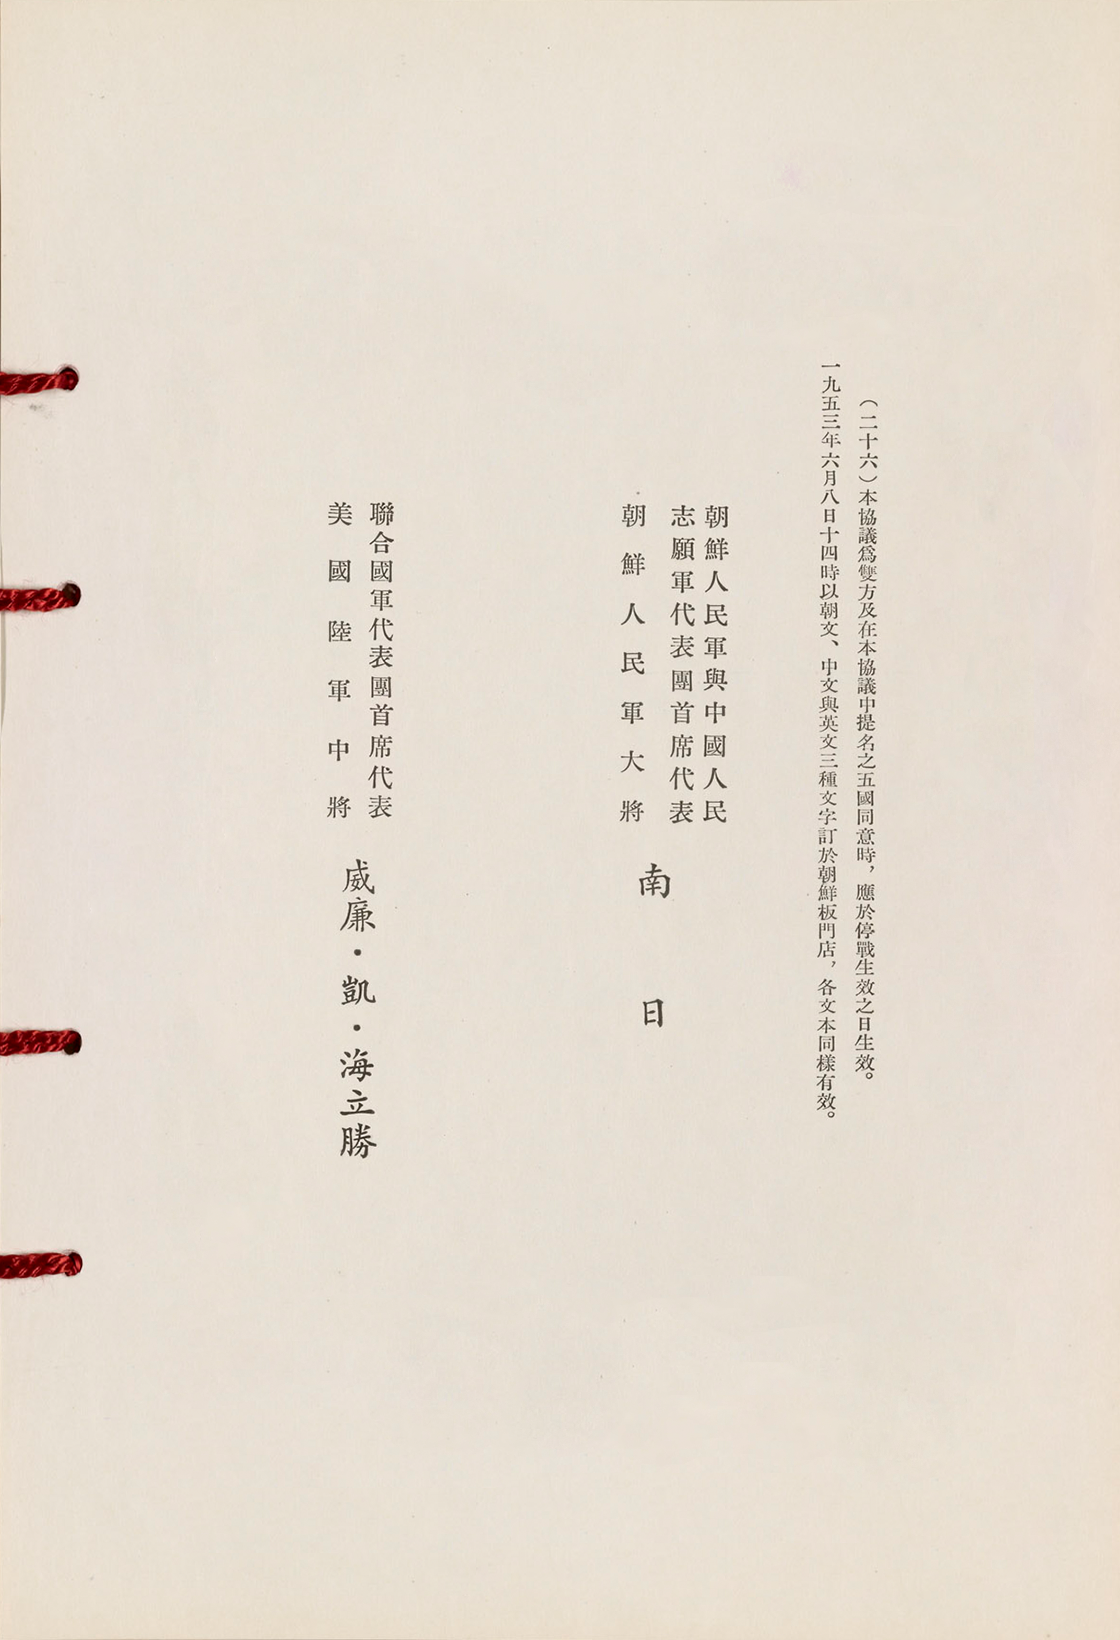 （二十六）本協議爲雙方及在本協議中提名之五國同意時，應於停戰生效之日生效。
一九五三年六月八日十四時以朝文、中文與英文三種文字訂於朝鮮板門店，各文本同樣有效。
朝鮮人民軍與中國人民
志願軍代表團首席代表
朝鮮人民軍大將
南日
聯合國軍代表團首席代表
美國陸軍中將
威廉·凱·海立勝